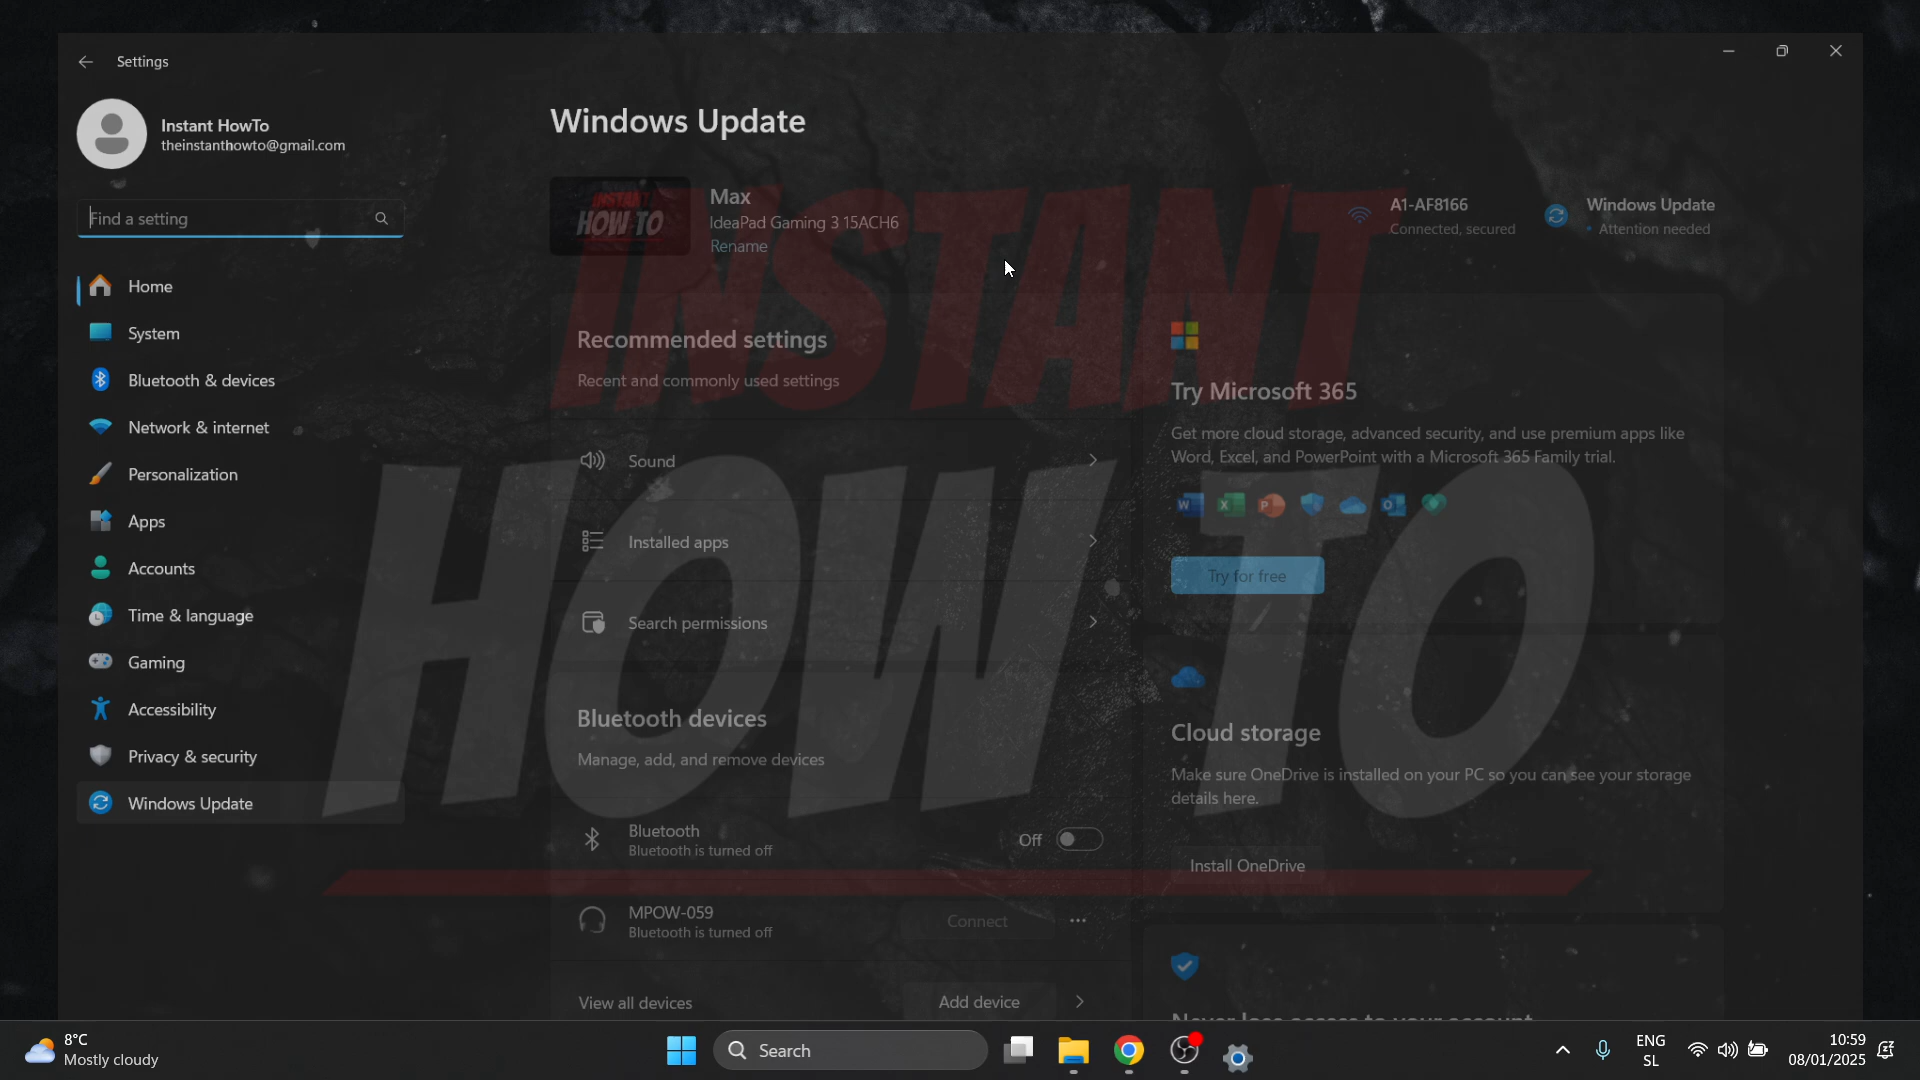 Settings
Instant HowTo
theinstanthowto@gmail.com
Find a setting
Home
System
Bluetooth & devices
Network & internet
Personalization
Apps
Accounts
Time & language
Gaming
Accessibility
Privacy & security
Windows Update
Windows Update
INSTANT
HOW TO
Max
IdeaPad Gaming 3 15ACH6
Rename
A1-AF8166
Connected, secured
Windows Update
Attention needed
INSTANT
HOW TO
Recommended settings
Recent and commonly used settings
Sound
Installed apps
Search permissions
Bluetooth devices
Manage, add, and remove devices
Bluetooth
Bluetooth is turned off
Off
MPOW-059
Bluetooth is turned off
Connect
View all devices
Add device
Try Microsoft 365
Get more cloud storage, advanced security, and use premium apps like
Word, Excel, and PowerPoint with a Microsoft 365 Family trial.
Try for free
Cloud storage
Make sure OneDrive is installed on your PC so you can see your storage
details here.
Install OneDrive
Never lose access to your account
8°C
Mostly cloudy
Search
ENG
SL
10:59
08/01/2025